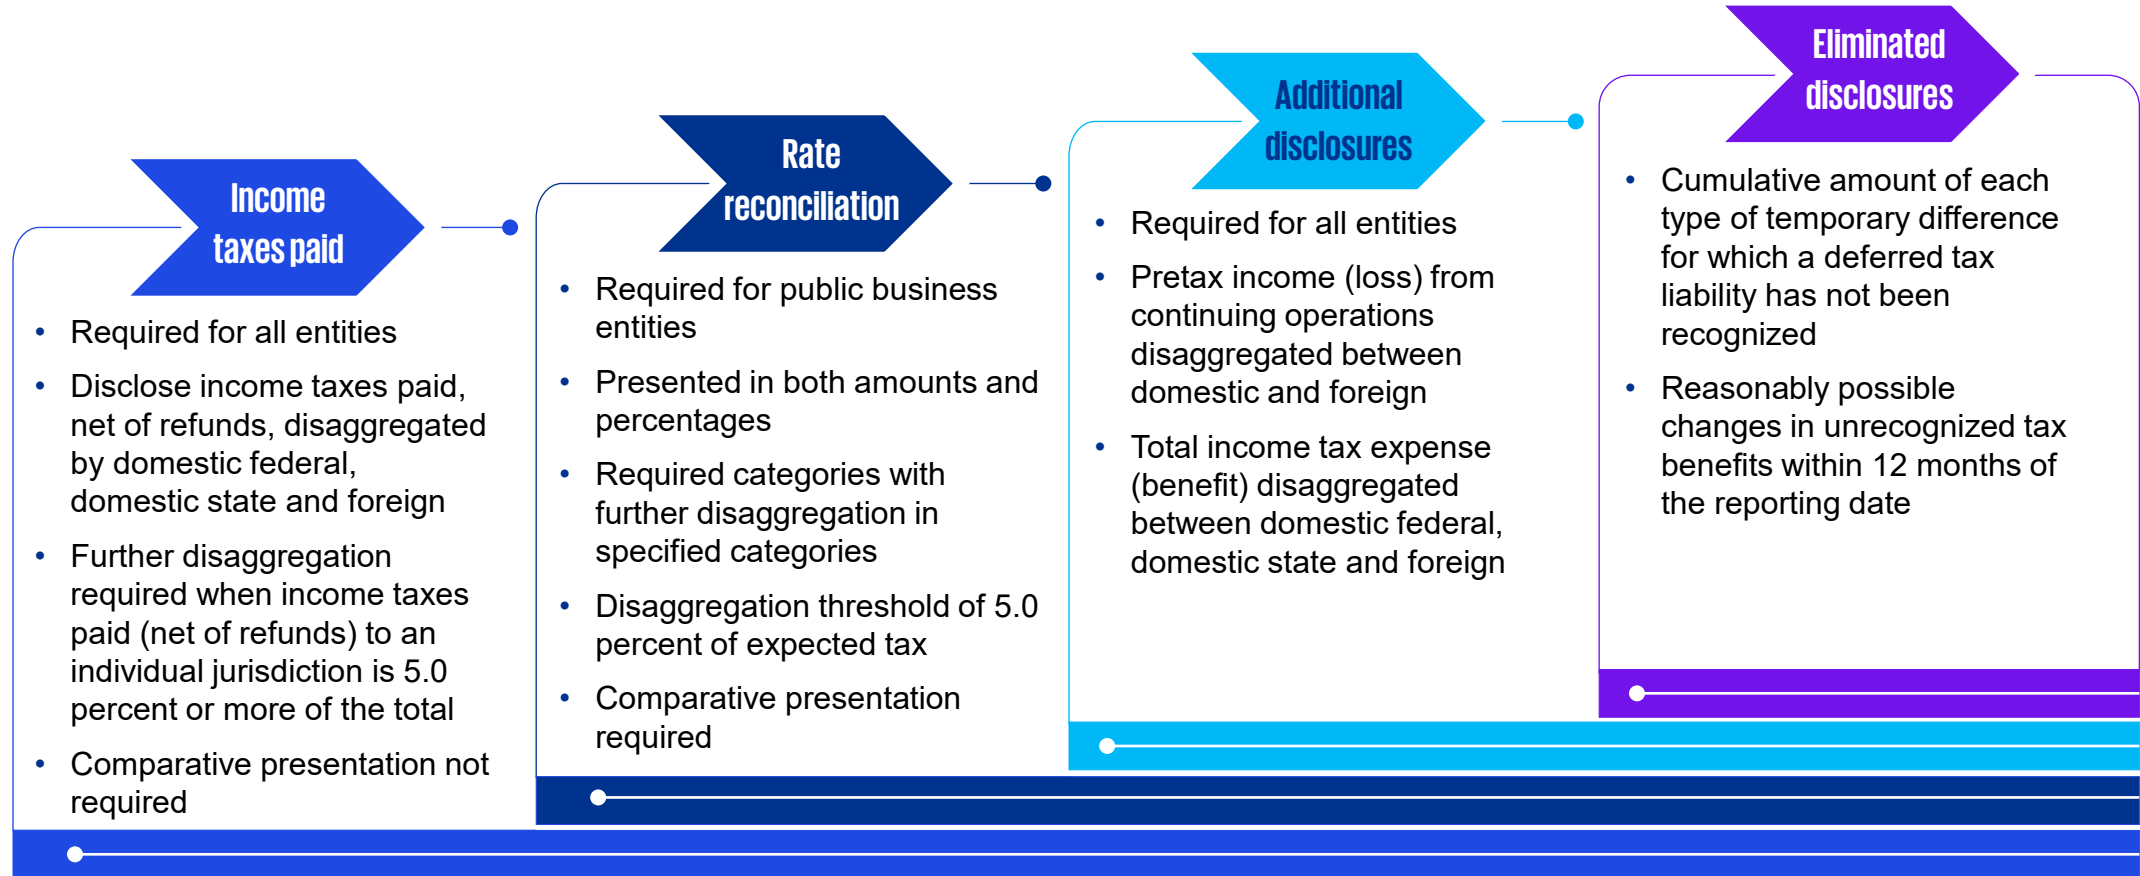 Income
taxes paid
• Required for all entities
• Disclose income taxes paid,
net of refunds, disaggregated
by domestic federal,
domestic state and foreign
• Further disaggregation
required when income taxes
paid (net of refunds) to an
individual jurisdiction is 5.0
percent or more of the total
• Comparative presentation not
required
Rate
reconciliation
• Required for public business
entities
• Presented in both amounts and
percentages
• Required categories with
further disaggregation in
specified categories
• Disaggregation threshold of 5.0
percent of expected tax
• Comparative presentation
required
Additional
disclosures
• Required for all entities
• Pretax income (loss) from
continuing operations
disaggregated between
domestic and foreign
• Total income tax expense
(benefit) disaggregated
between domestic federal,
domestic state and foreign
Eliminated
disclosures
• Cumulative amount of each
type of temporary difference
for which a deferred tax
liability has not been
recognized
• Reasonably possible
changes in unrecognized tax
benefits within 12 months of
the reporting date